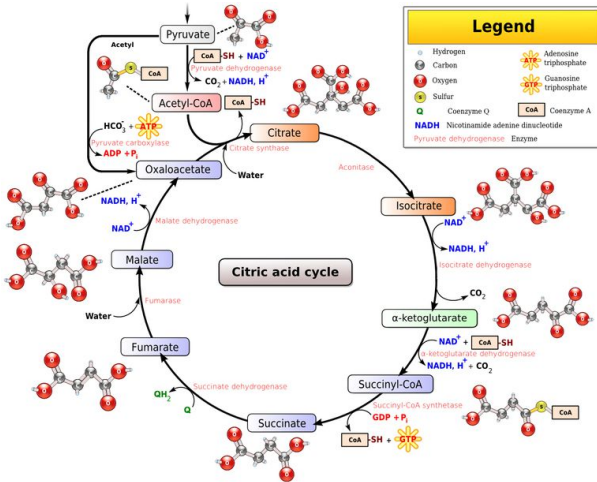 Pyruvate
Acetyl
CoA-SH + NAD+
Pyruvate dehydrogenase
CO2 + NADH, H+
S
CoA
Acetyl-CoA
CoA-SH
HCO3- + ATP
Pyruvate carboxylase
ADP + Pi
Citrate
Citrate synthase
Water
Oxaloacetate
Aconitase
Isocitrate
NAD+
NADH, H+
Isocitrate dehydrogenase
CO2
α-ketoglutarate
NAD+ + CoA-SH
α-ketoglutarate dehydrogenase
NADH, H+ + CO2
Succinyl-CoA
Succinyl-CoA synthetase
GDP + Pi
CoA-SH + GTP
S
CoA
Succinate
Succinate dehydrogenase
QH2
Q
Fumarate
Fumarase
Water
Malate
Malate dehydrogenase
NADH, H+
NAD+
Citric acid cycle
Legend
Hydrogen
Carbon
Oxygen
S Sulfur
Q Coenzyme Q
ATP Adenosine triphosphate
GTP Guanosine triphosphate
CoA Coenzyme A
NADH Nicotinamide adenine dinucleotide
Pyruvate dehydrogenase Enzyme